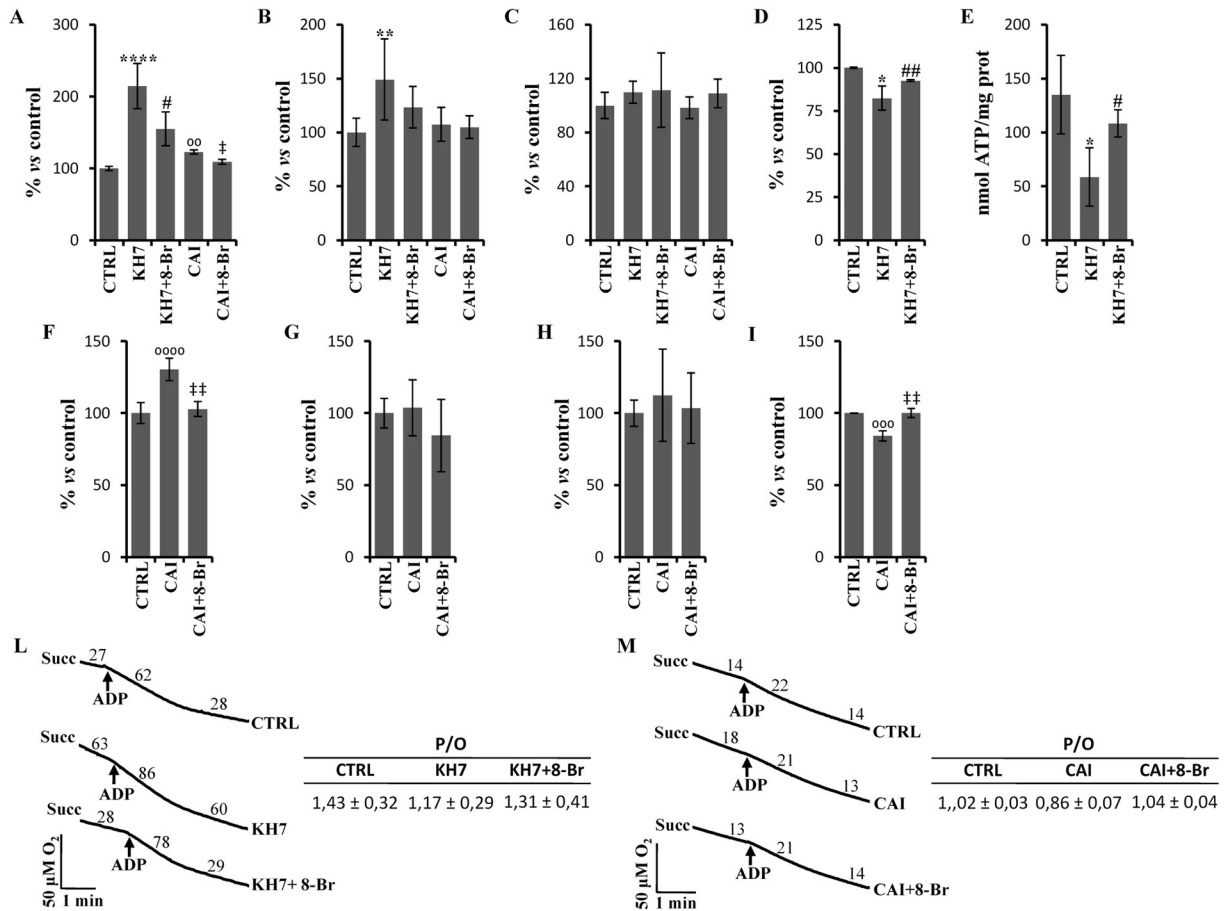 A
% vs control
300
200
100
0
****
#
oo
‡
CTRL
KH7
KH7+8-Br
CAI
CAI+8-Br
B
% vs control
200
150
100
50
0
**
CTRL
KH7
KH7+8-Br
CAI
CAI+8-Br
C
% vs control
160
120
80
40
0
CTRL
KH7
KH7+8-Br
CAI
CAI+8-Br
D
% vs control
125
100
75
50
25
0
*
##
CTRL
KH7
KH7+8-Br
E
nmol ATP/mg prot
200
150
100
50
0
*
#
CTRL
KH7
KH7+8-Br
F
% vs control
150
100
50
0
oooo
‡‡
CTRL
CAI
CAI+8-Br
G
% vs control
150
100
50
0
CTRL
CAI
CAI+8-Br
H
% vs control
150
100
50
0
CTRL
CAI
CAI+8-Br
I
% vs control
150
100
50
0
ooo
‡‡
CTRL
CAI
CAI+8-Br
L
Succ 27 62 28 CTRL
ADP
Succ 63 86 60 KH7
ADP
Succ 28 78 29 KH7+ 8-Br
ADP
50 µM O2
1 min
P/O
CTRL KH7 KH7+8-Br
1,43 ± 0,32 1,17 ± 0,29 1,31 ± 0,41
M
Succ 14 22 14 CTRL
ADP
Succ 18 21 13 CAI
ADP
Succ 13 21 14 CAI+8-Br
ADP
50 µM O2
1 min
P/O
CTRL CAI CAI+8-Br
1,02 ± 0,03 0,86 ± 0,07 1,04 ± 0,04